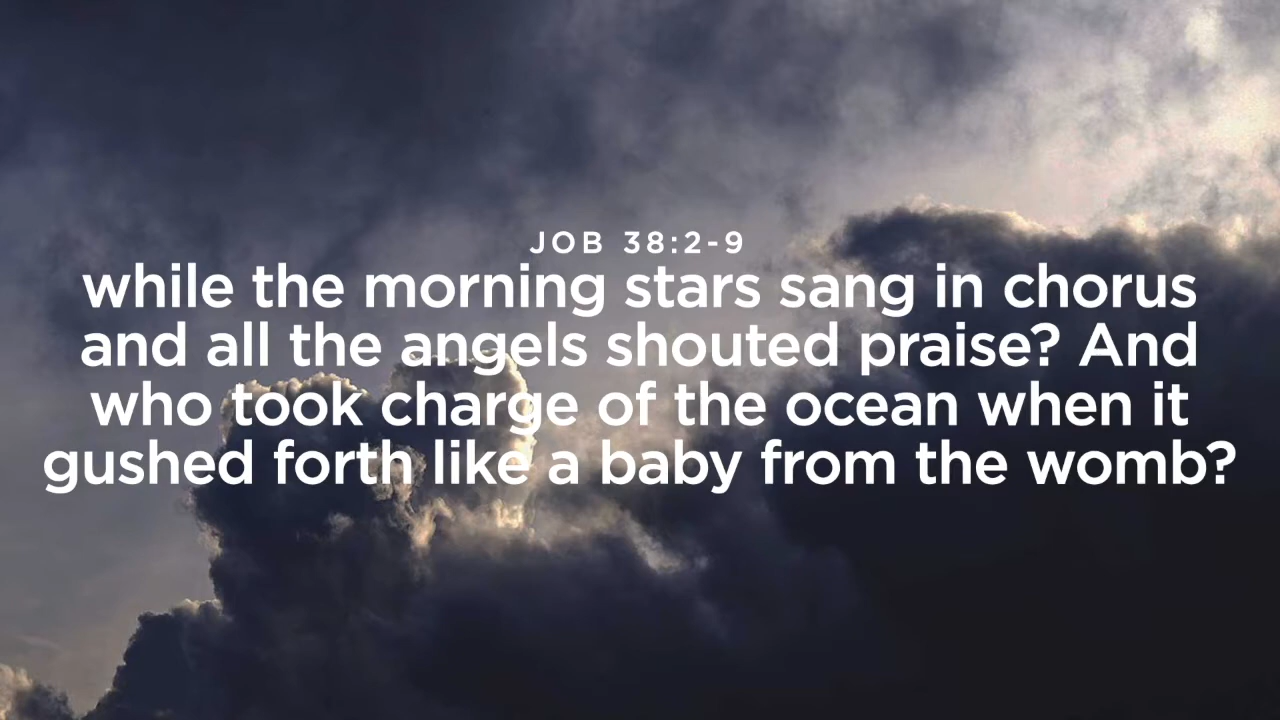 JOB 38:2-9
while the morning stars sang in chorus
and all the angels shouted praise? And
who took charge of the ocean when it
gushed forth like a baby from the womb?